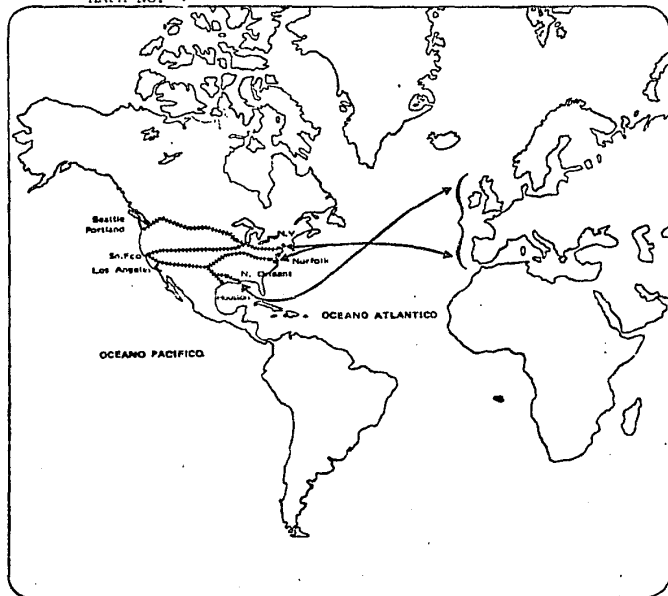 Seattle
Portland
N.Y.
Sn. Fco
Norfolk
Los Angeles
N. Orleans
OCEANO ATLANTICO
OCEANO PACIFICO